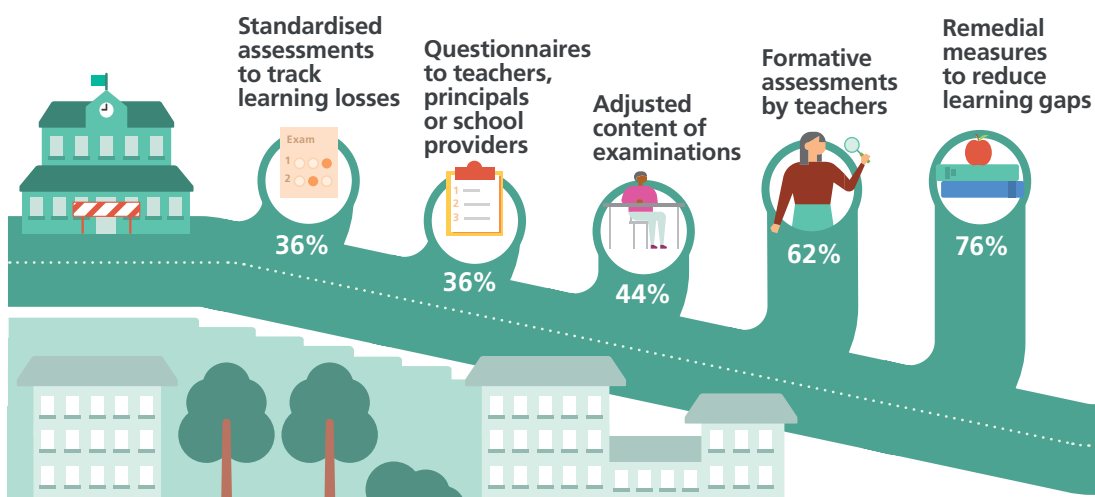 Standardised
assessments
to track
learning losses
Exam
1
2
36%
Questionnaires
to teachers,
principals
or school
providers
1
2
3
36%
Adjusted
content of
examinations
44%
Formative
assessments
by teachers
62%
Remedial
measures
to reduce
learning gaps
76%